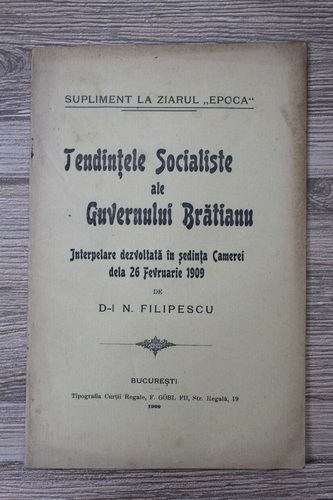 SUPLIMENT LA ZIARUL „EPOCA“
Tendințele Socialiste
ale
Guvernului Brătianu
Interpelare dezvoltată în ședința Camerei
dela 26 Fevruarie 1909
DE
D-l N. FILIPESCU
BUCUREȘTI
Tipografia Curții Regale, F. GÖBL FII, Str. Regală, 19
1909